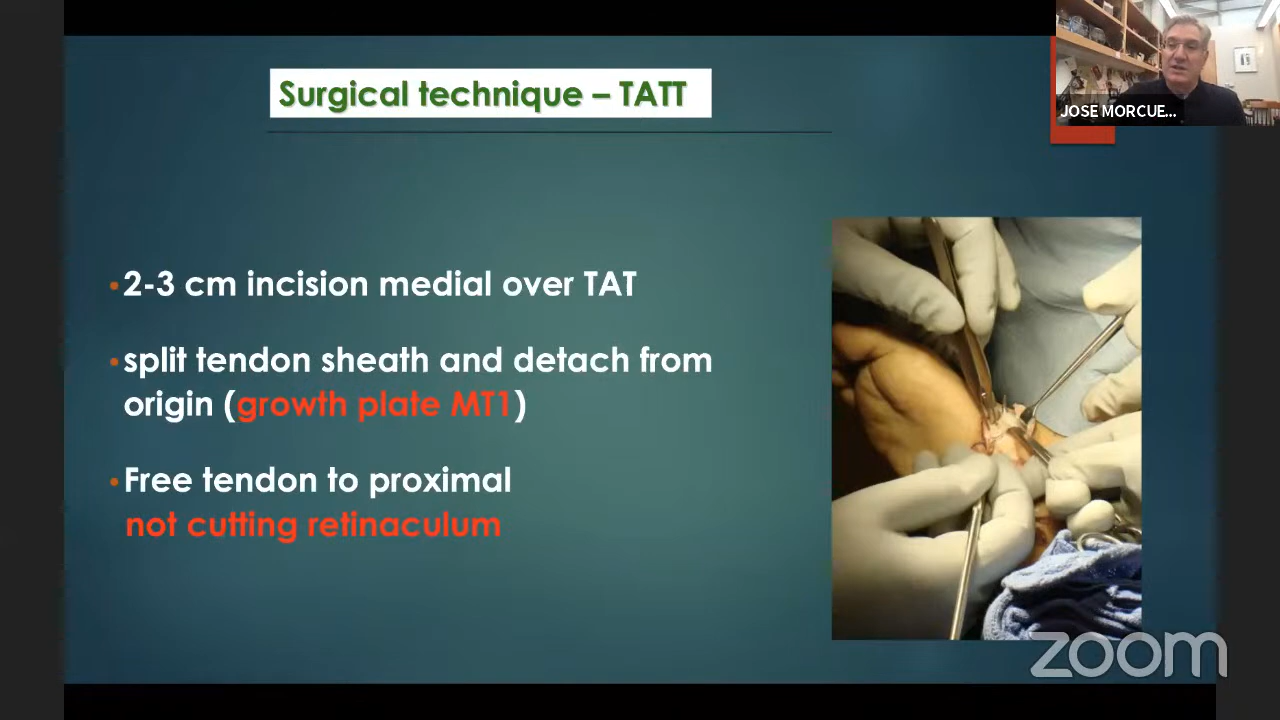 Surgical technique – TATT
JOSE MORCUE...
•2-3 cm incision medial over TAT
•split tendon sheath and detach from
origin (growth plate MT1)
•Free tendon to proximal
not cutting retinaculum
zoom